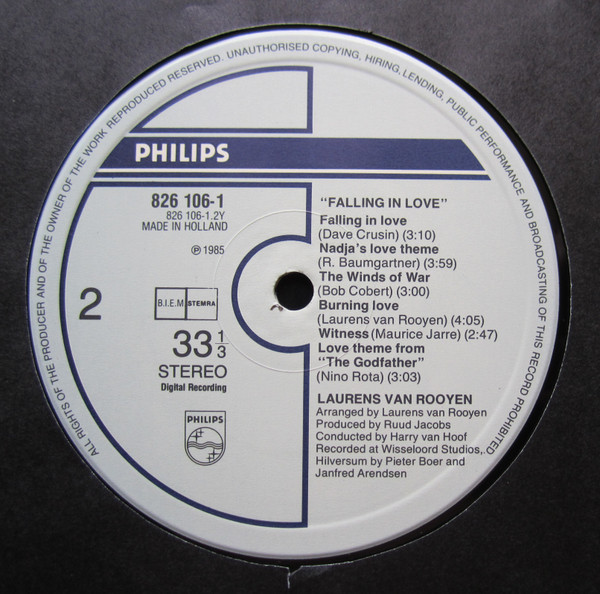 ALL RIGHTS OF THE PRODUCER AND OF THE OWNER OF THE WORK REPRODUCED RESERVED. UNAUTHORISED COPYING, HIRING, LENDING, PUBLIC PERFORMANCE AND BROADCASTING OF THIS RECORD PROHIBITED
PHILIPS
826 106-1
826 106-1.2Y
MADE IN HOLLAND
℗ 1985
2
B.I.E.M. STEMRA
33 1/3
STEREO
Digital Recording
PHILIPS
"FALLING IN LOVE"
Falling in love
(Dave Crusin) (3:10)
Nadja's love theme
(R. Baumgartner) (3:59)
The Winds of War
(Bob Cobert) (3:00)
Burning love
(Laurens van Rooyen) (4:05)
Witness (Maurice Jarre) (2:47)
Love theme from
"The Godfather"
(Nino Rota) (3:03)
LAURENS VAN ROOYEN
Arranged by Laurens van Rooyen
Produced by Ruud Jacobs
Conducted by Harry van Hoof
Recorded at Wisseloord Studios,
Hilversum by Pieter Boer and
Janfred Arendsen